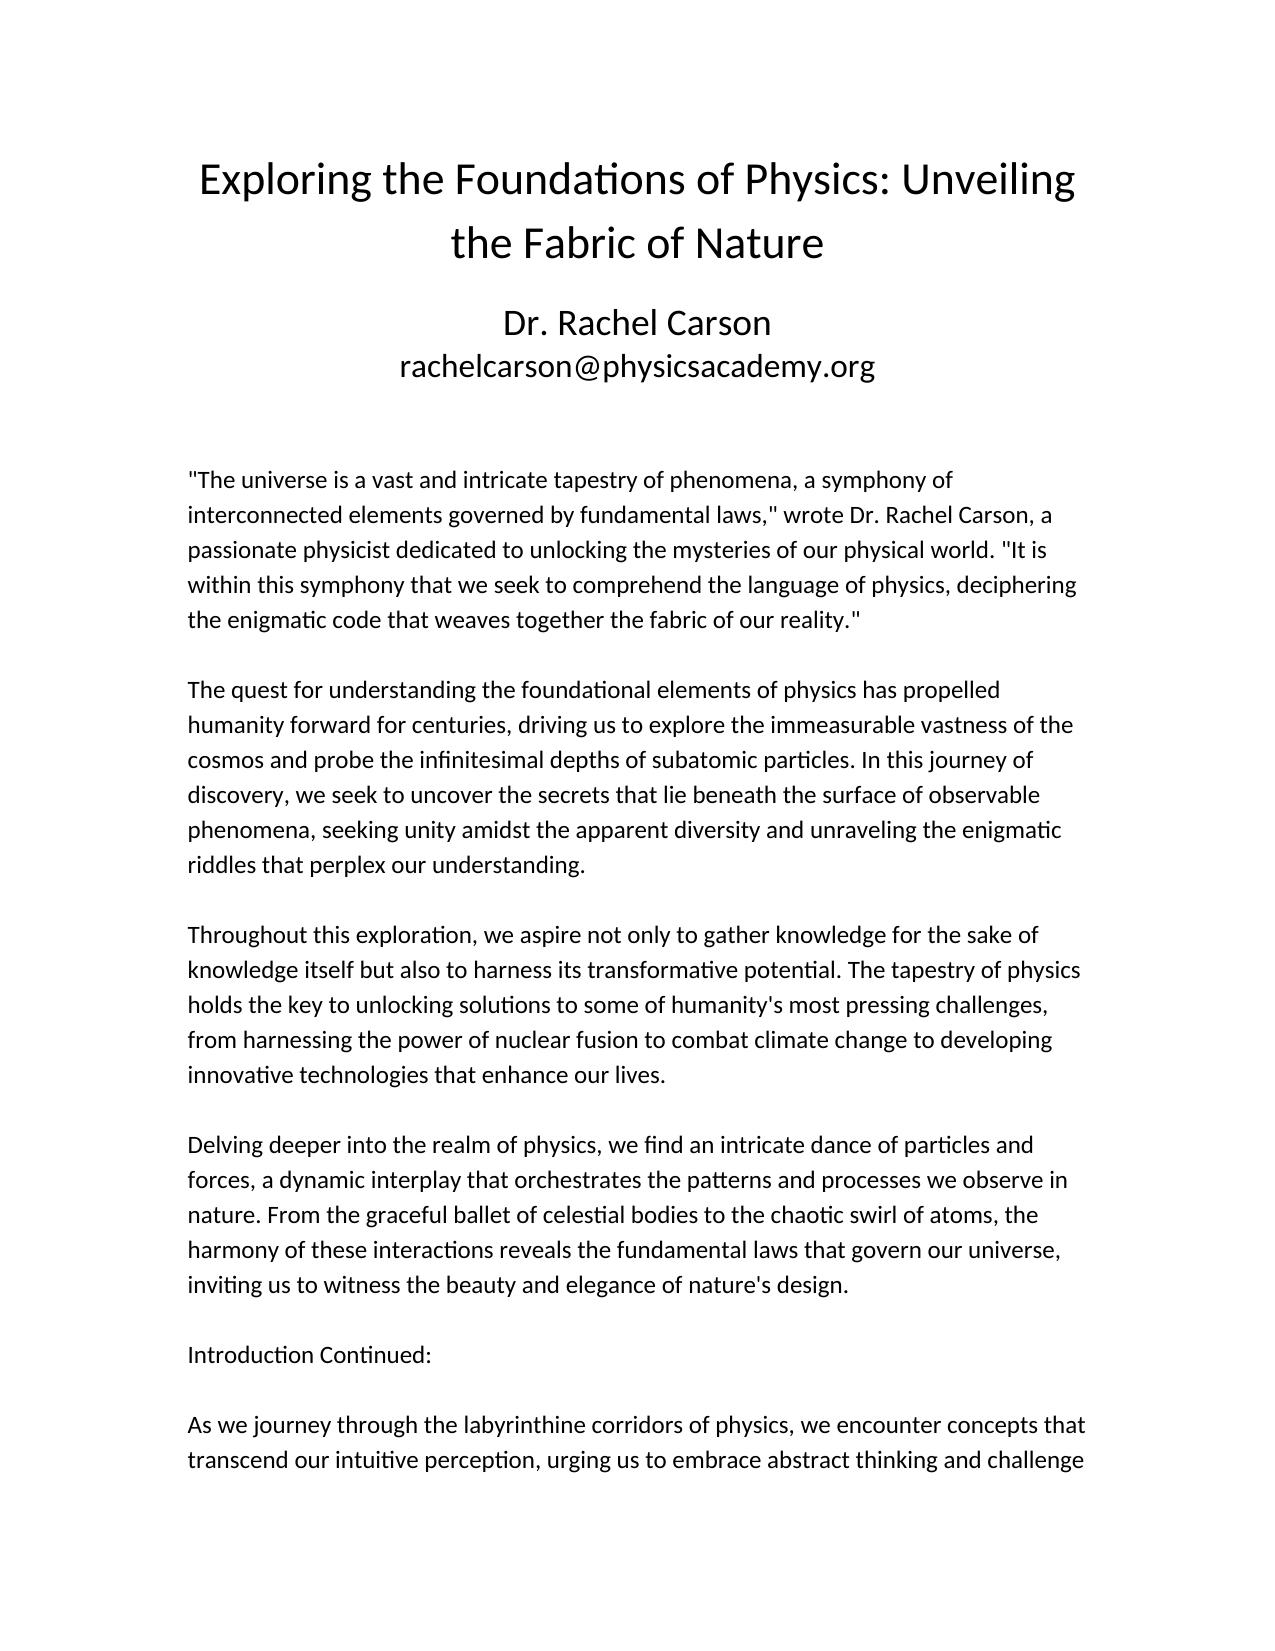 Exploring the Foundations of Physics: Unveiling
the Fabric of Nature
Dr. Rachel Carson
rachelcarson@physicsacademy.org
"The universe is a vast and intricate tapestry of phenomena, a symphony of
interconnected elements governed by fundamental laws," wrote Dr. Rachel Carson, a
passionate physicist dedicated to unlocking the mysteries of our physical world. "It is
within this symphony that we seek to comprehend the language of physics, deciphering
the enigmatic code that weaves together the fabric of our reality."
The quest for understanding the foundational elements of physics has propelled
humanity forward for centuries, driving us to explore the immeasurable vastness of the
cosmos and probe the infinitesimal depths of subatomic particles. In this journey of
discovery, we seek to uncover the secrets that lie beneath the surface of observable
phenomena, seeking unity amidst the apparent diversity and unraveling the enigmatic
riddles that perplex our understanding.
Throughout this exploration, we aspire not only to gather knowledge for the sake of
knowledge itself but also to harness its transformative potential. The tapestry of physics
holds the key to unlocking solutions to some of humanity's most pressing challenges,
from harnessing the power of nuclear fusion to combat climate change to developing
innovative technologies that enhance our lives.
Delving deeper into the realm of physics, we find an intricate dance of particles and
forces, a dynamic interplay that orchestrates the patterns and processes we observe in
nature. From the graceful ballet of celestial bodies to the chaotic swirl of atoms, the
harmony of these interactions reveals the fundamental laws that govern our universe,
inviting us to witness the beauty and elegance of nature's design.
Introduction Continued:
As we journey through the labyrinthine corridors of physics, we encounter concepts that
transcend our intuitive perception, urging us to embrace abstract thinking and challenge